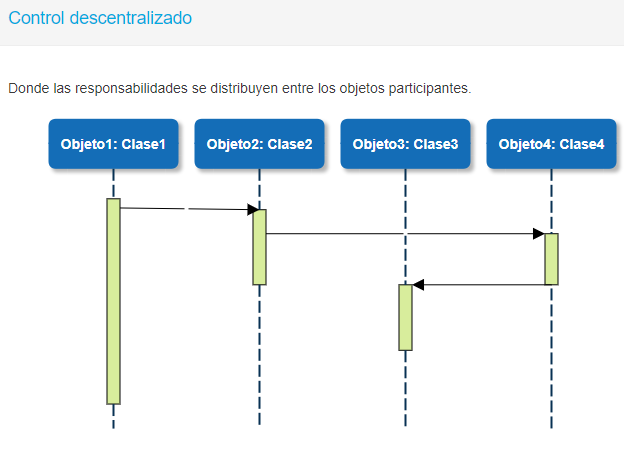 Control descentralizado
Donde las responsabilidades se distribuyen entre los objetos participantes.
Objeto1: Clase1
Objeto2: Clase2
Objeto3: Clase3
Objeto4: Clase4